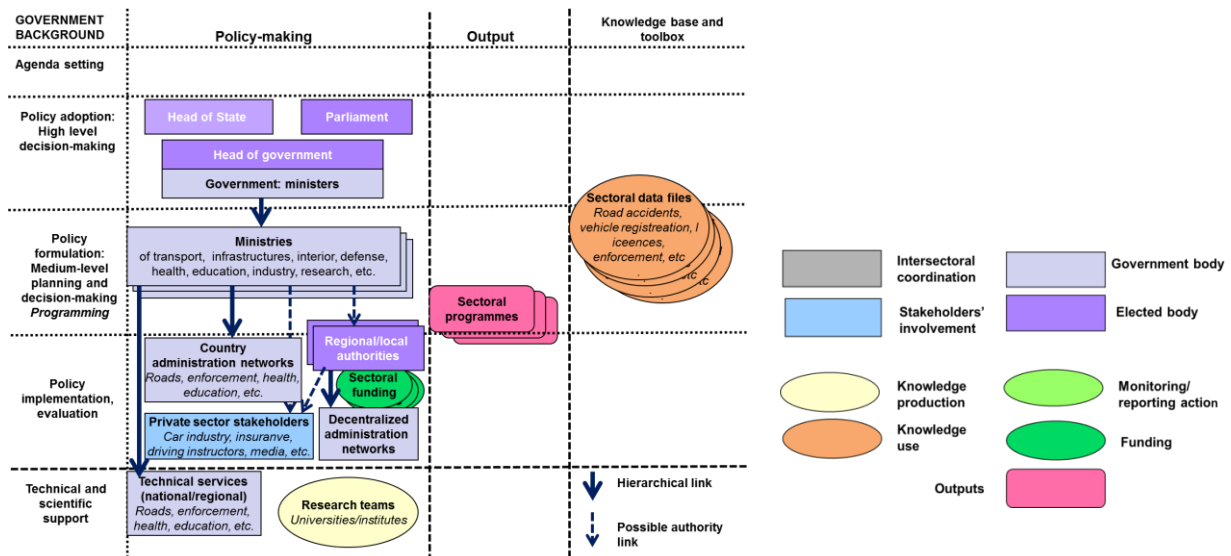 GOVERNMENT
BACKGROUND
Policy-making
Output
Knowledge base and
toolbox
Agenda setting
Policy adoption:
High level
decision-making
Head of State
Parliament
Head of government
Government: ministers
Policy
formulation:
Medium-level
planning and
decision-making
Programming
Ministries
of transport, infrastructures, interior, defense,
health, education, industry, research, etc.
Sectoral data files
Road accidents,
vehicle registreation, l
iceences,
enforcement, etc
Sectoral
programmes
Policy
implementation,
evaluation
Country
administration networks
Roads, enforcement, health,
education, etc.
Regional/local
authorities
Sectoral
funding
Private sector stakeholders
Car industry, insuranve,
driving instructors, media, etc.
Decentralized
administration
networks
Technical and
scientific
support
Technical services
(national/regional)
Roads, enforcement,
health, education, etc.
Research teams
Universities/institutes
Hierarchical link
Possible authority
link
Intersectoral
coordination
Government body
Stakeholders'
involvement
Elected body
Knowledge
production
Monitoring/
reporting action
Knowledge
use
Funding
Outputs